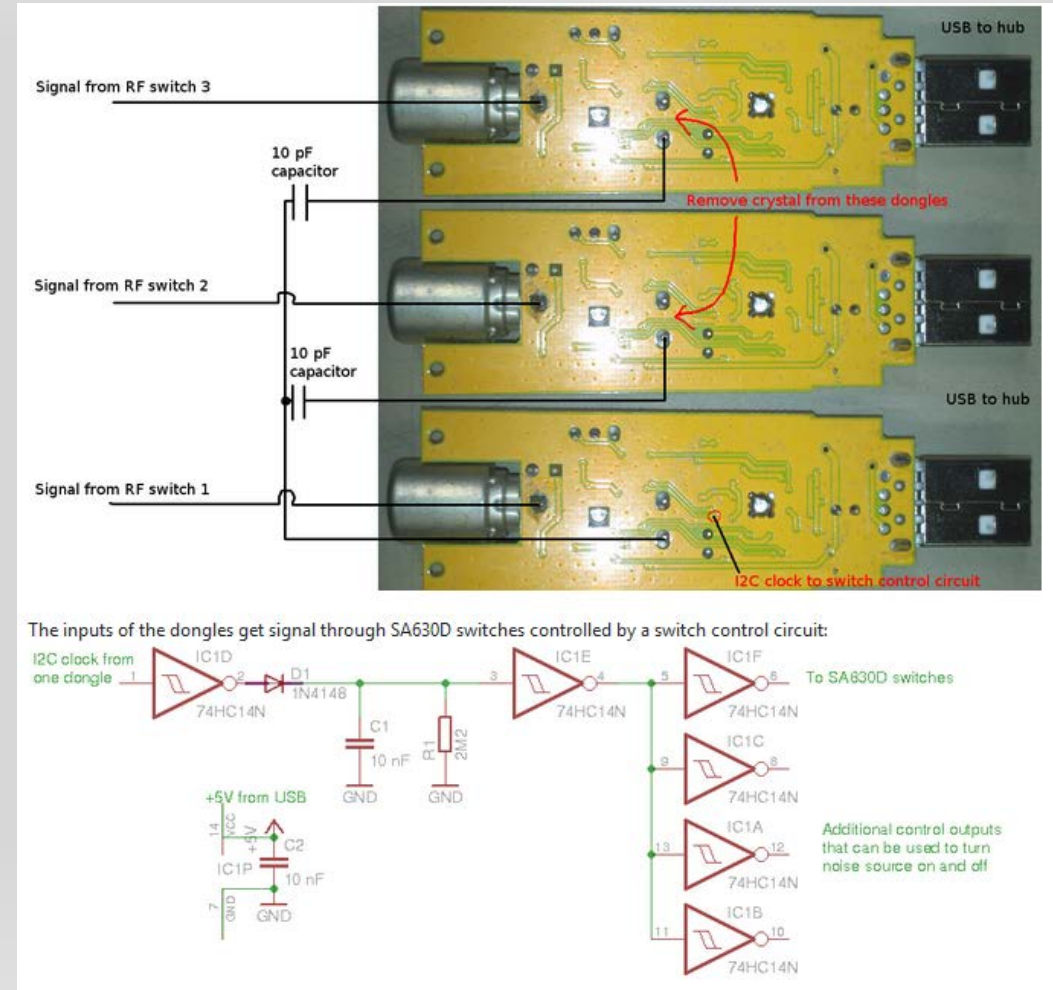 USB to hub
Signal from RF switch 3
10 pF
capacitor
Remove crystal from these dongles
Signal from RF switch 2
10 pF
capacitor
USB to hub
Signal from RF switch 1
I2C clock to switch control circuit
The inputs of the dongles get signal through SA630D switches controlled by a switch control circuit:
I2C clock from
one dongle
1
IC1D
2
74HC14N
D1
1N4148
C1
10 nF
GND
R1
2M2
GND
3
IC1E
4
74HC14N
5
IC1F
6
74HC14N
To SA630D switches
9
IC1C
8
74HC14N
+5V from USB
14
VCC
+5V
C2
IC1P
10 nF
7
GND
GND
13
IC1A
12
74HC14N
Additional control outputs
that can be used to turn
noise source on and off
11
IC1B
10
74HC14N